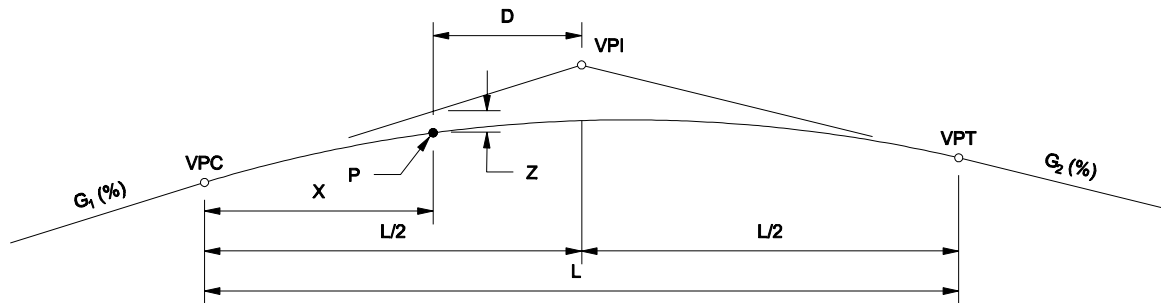 D
VPI
VPC
P
Z
VPT
G₁ (%)
X
G₂ (%)
L/2
L/2
L